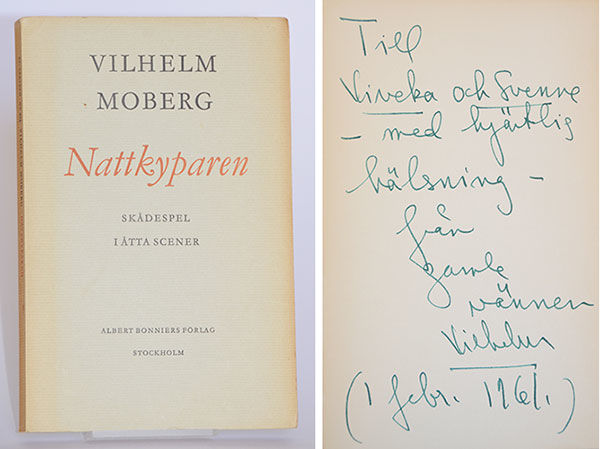 VILHELM
MOBERG
Nattkyparen
SKÅDESPEL
I ÅTTA SCENER
ALBERT BONNIERS FÖRLAG
STOCKHOLM
Till
Viveka och Svenne
– med hjärtlig
hälsning –
från
gamle
vännen
Vilhelm
(1 febr. 1961.)